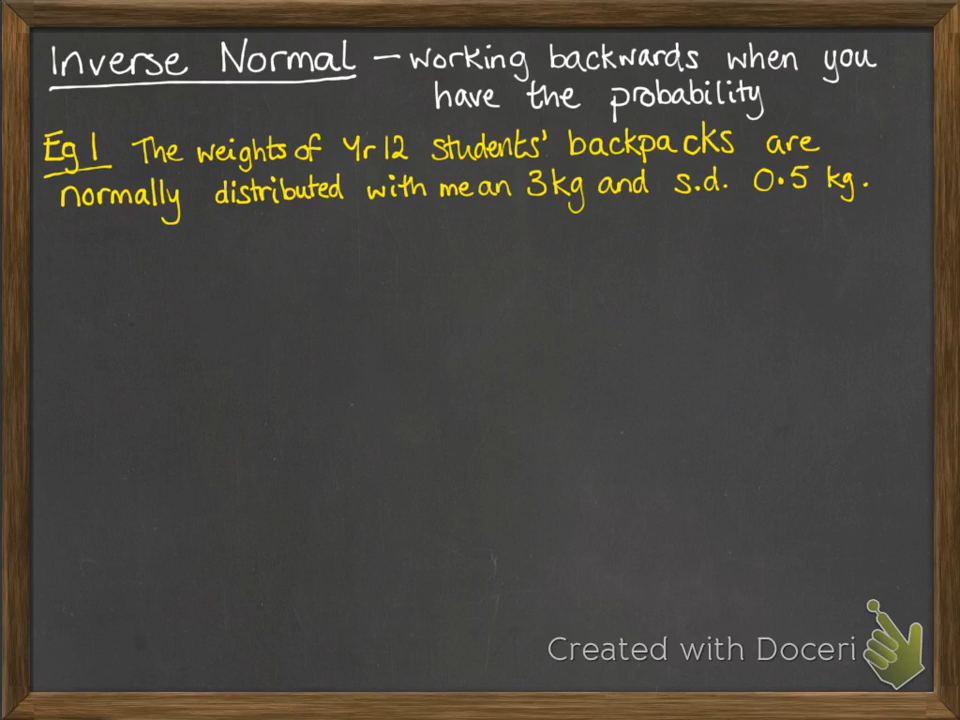 Inverse Normal – working backwards when you
have the probability
Eg 1 The weights of Yr 12 students' backpacks are
normally distributed with mean 3kg and s.d. 0.5 kg.
Created with Doceri